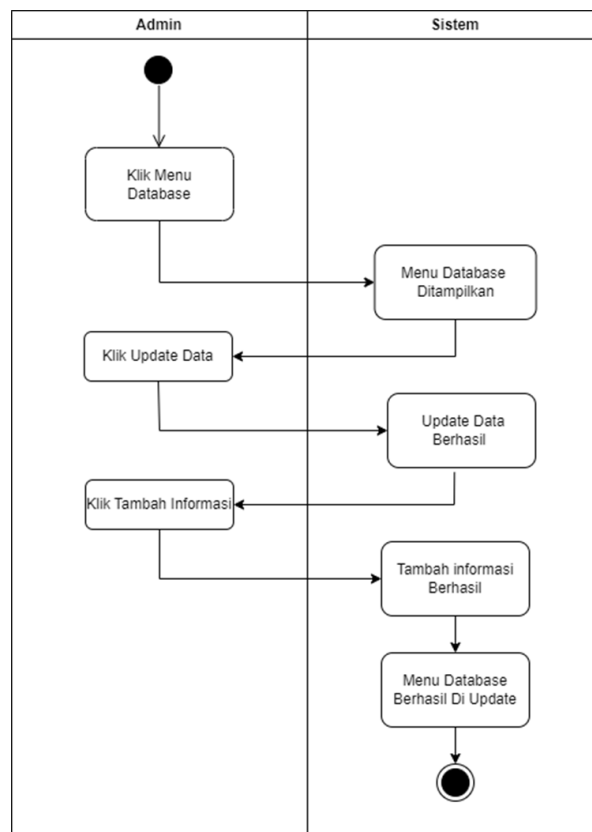 Admin
Sistem
Klik Menu
Database
Menu Database
Ditampilkan
Klik Update Data
Update Data
Berhasil
Klik Tambah Informasi
Tambah informasi
Berhasil
Menu Database
Berhasil Di Update